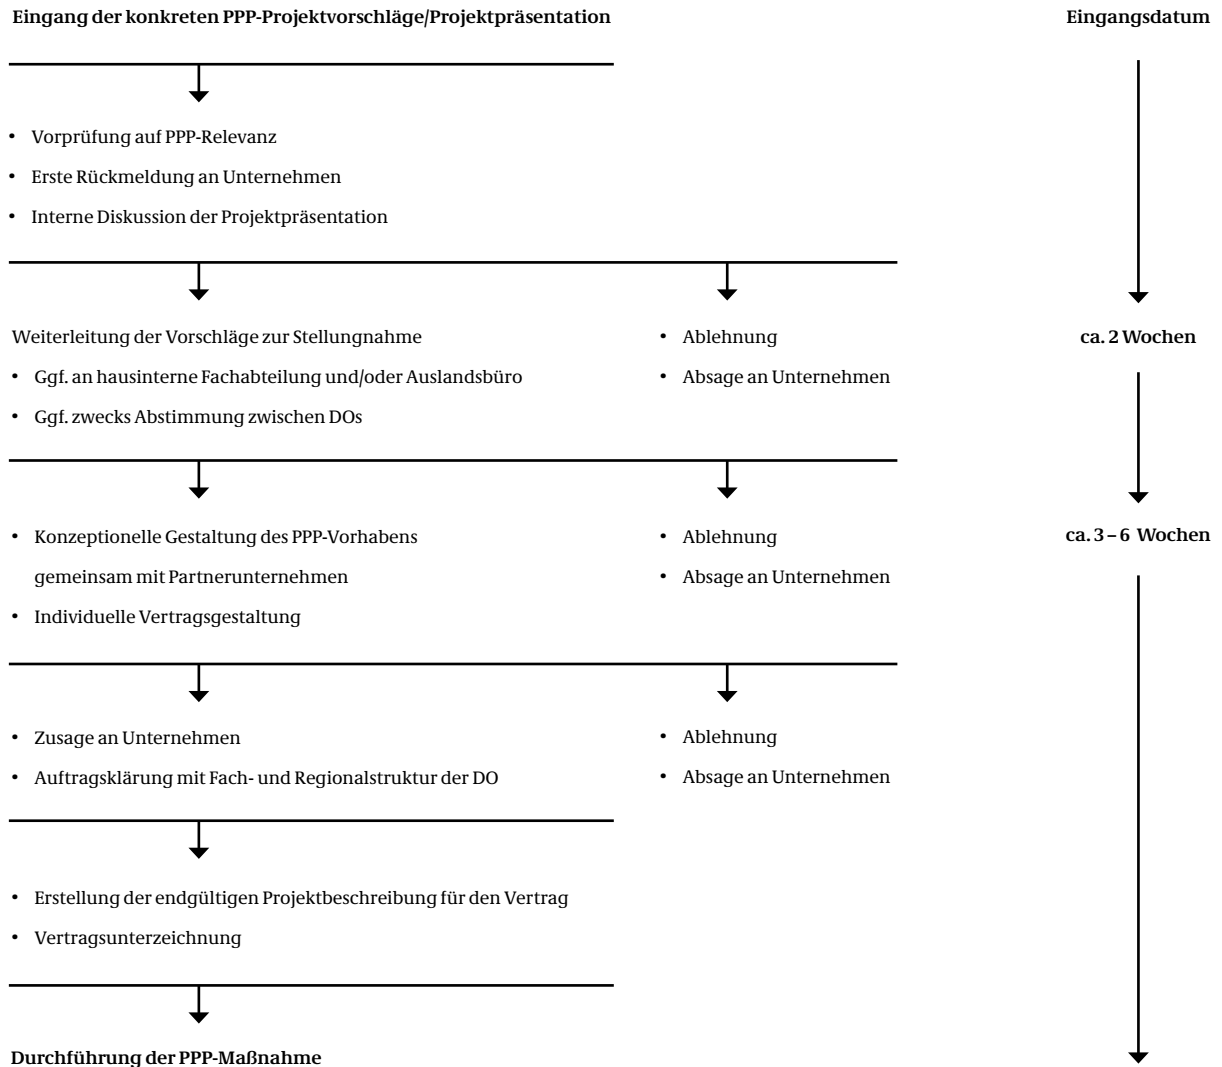 Eingang der konkreten PPP-Projektvorschläge/Projektpräsentation
Eingangsdatum
• Vorprüfung auf PPP-Relevanz
• Erste Rückmeldung an Unternehmen
• Interne Diskussion der Projektpräsentation
Weiterleitung der Vorschläge zur Stellungnahme
• Ggf. an hausinterne Fachabteilung und/oder Auslandsbüro
• Ggf. zwecks Abstimmung zwischen DOs
• Ablehnung
• Absage an Unternehmen
ca. 2 Wochen
• Konzeptionelle Gestaltung des PPP-Vorhabens
gemeinsam mit Partnerunternehmen
• Individuelle Vertragsgestaltung
• Ablehnung
• Absage an Unternehmen
ca. 3 – 6 Wochen
• Zusage an Unternehmen
• Auftragsklärung mit Fach- und Regionalstruktur der DO
• Ablehnung
• Absage an Unternehmen
• Erstellung der endgültigen Projektbeschreibung für den Vertrag
• Vertragsunterzeichnung
Durchführung der PPP-Maßnahme